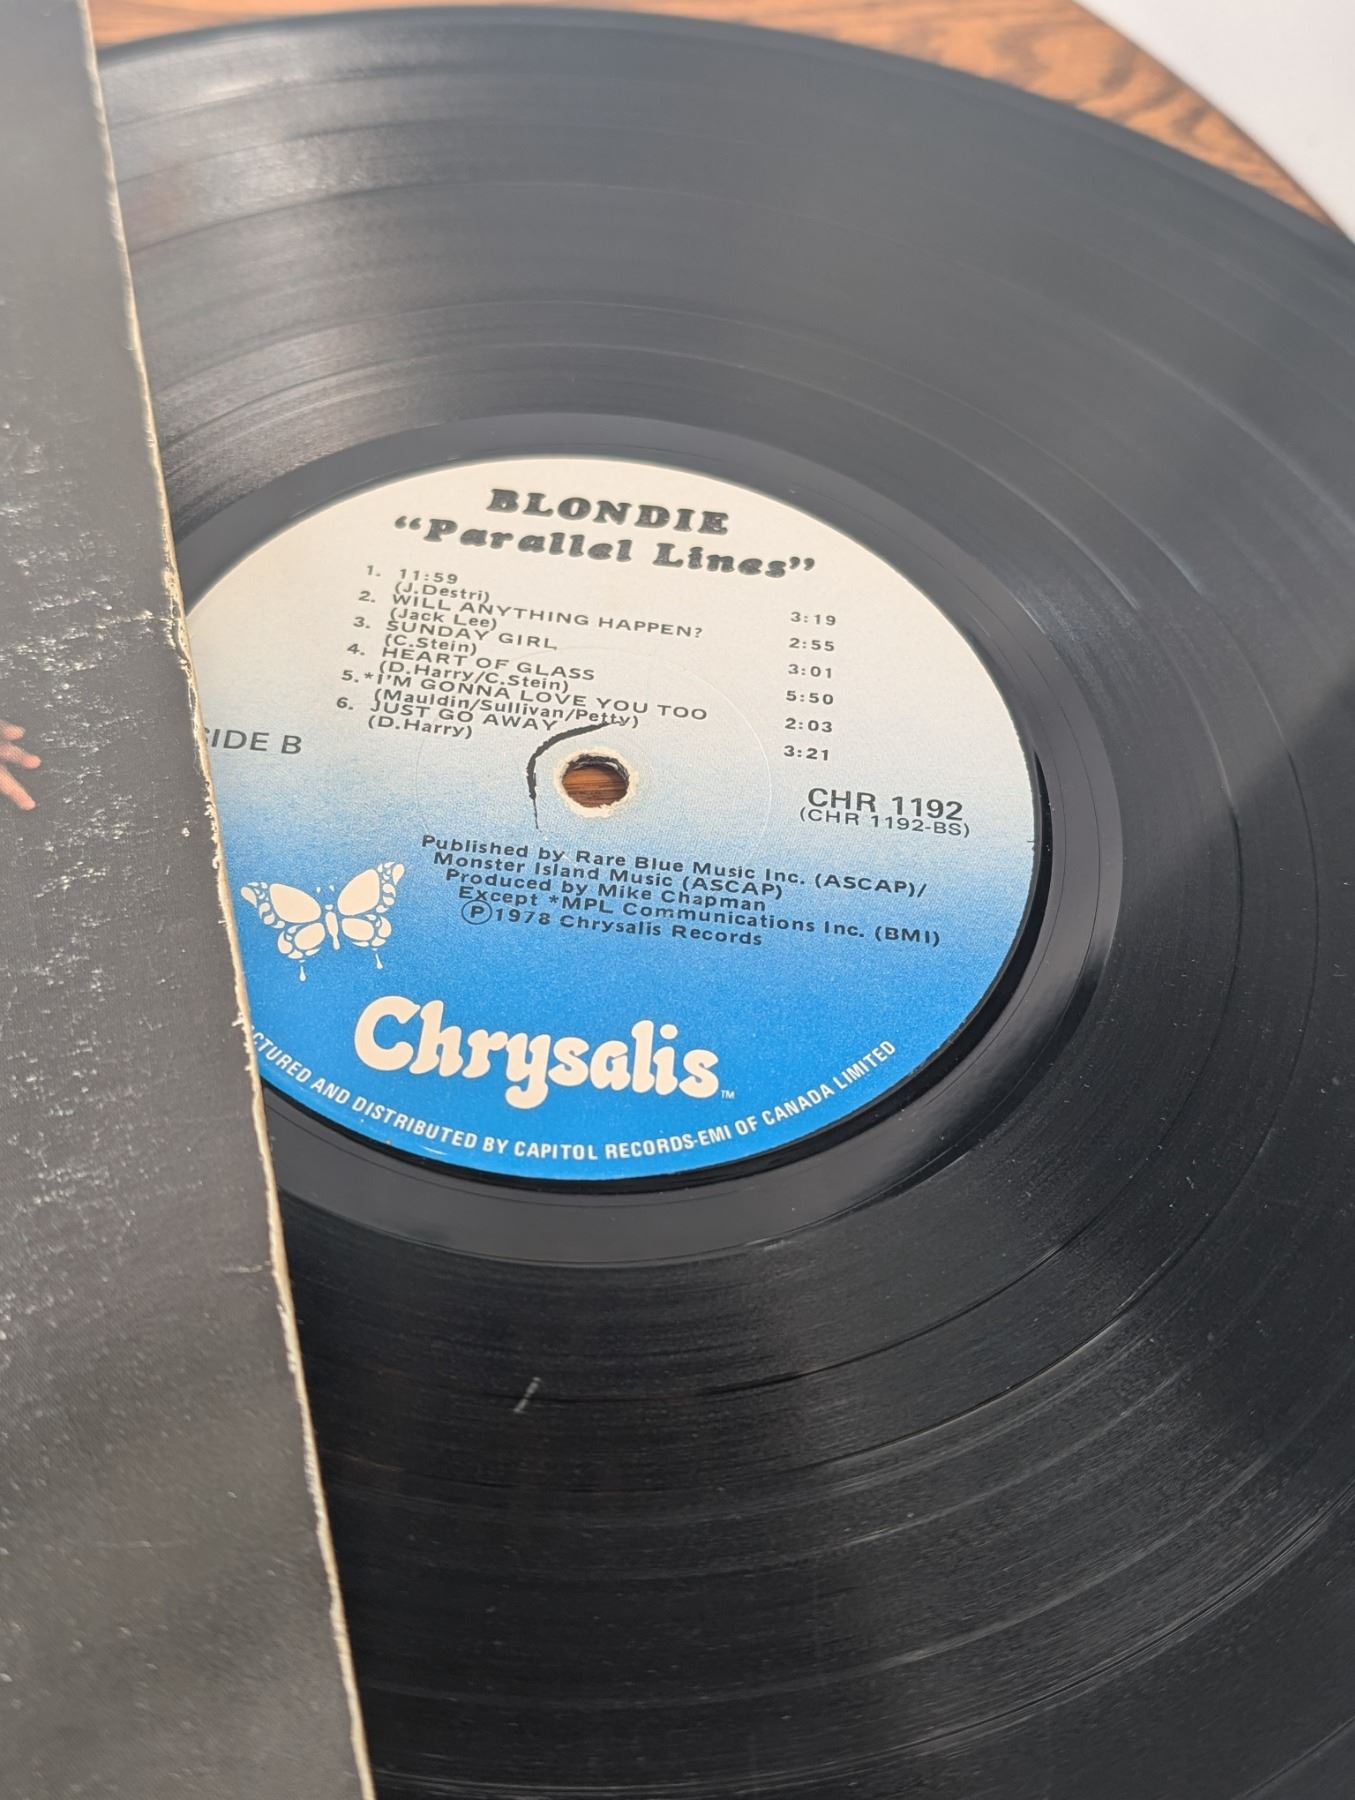 BLONDIE
“Parallel Lines”
1. 11:59 3:19
(J.Destri)
2. WILL ANYTHING HAPPEN? 2:55
(Jack Lee)
3. SUNDAY GIRL 3:01
(C.Stein)
4. HEART OF GLASS 5:50
(D.Harry/C.Stein)
5.*I'M GONNA LOVE YOU TOO 2:03
(Mauldin/Sullivan/Petty)
6. JUST GO AWAY 3:21
(D.Harry)
SIDE B
CHR 1192
(CHR 1192-BS)
Published by Rare Blue Music Inc. (ASCAP)/
Monster Island Music (ASCAP)
Produced by Mike Chapman
Except *MPL Communications Inc. (BMI)
℗1978 Chrysalis Records
Chrysalis™
AND DISTRIBUTED BY CAPITOL RECORDS-EMI OF CANADA LIMITED